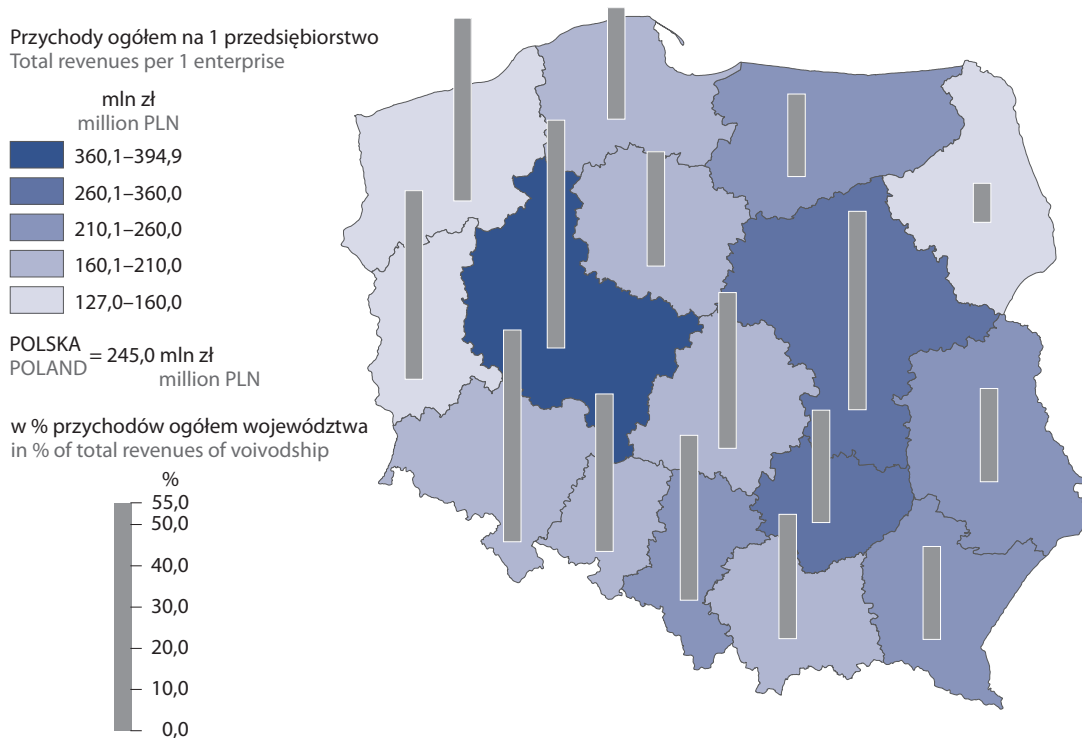 Przychody ogółem na 1 przedsiębiorstwo
Total revenues per 1 enterprise
mln zł
million PLN
360,1–394,9
260,1–360,0
210,1–260,0
160,1–210,0
127,0–160,0
POLSKA
POLAND = 245,0 mln zł
million PLN
w % przychodów ogółem województwa
in % of total revenues of voivodship
%
55,0
50,0
40,0
30,0
20,0
10,0
0,0